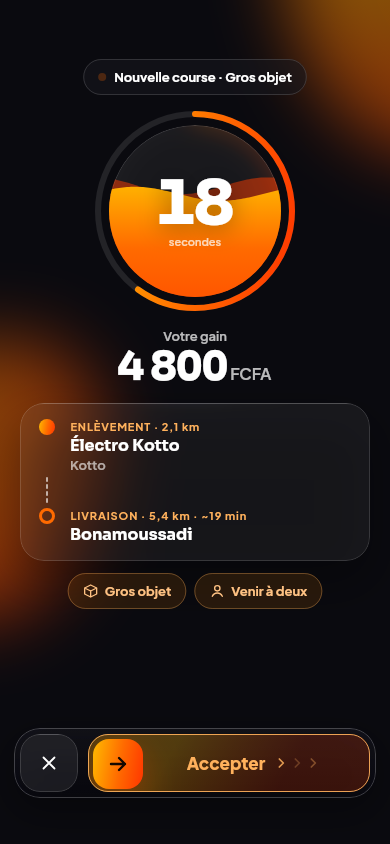 Nouvelle course · Gros objet
18
secondes
Votre gain
4 800 FCFA
ENLÈVEMENT · 2,1 km
Électro Kotto
Kotto
LIVRAISON · 5,4 km · ~19 min
Bonamoussadi
Gros objet
Venir à deux
Accepter